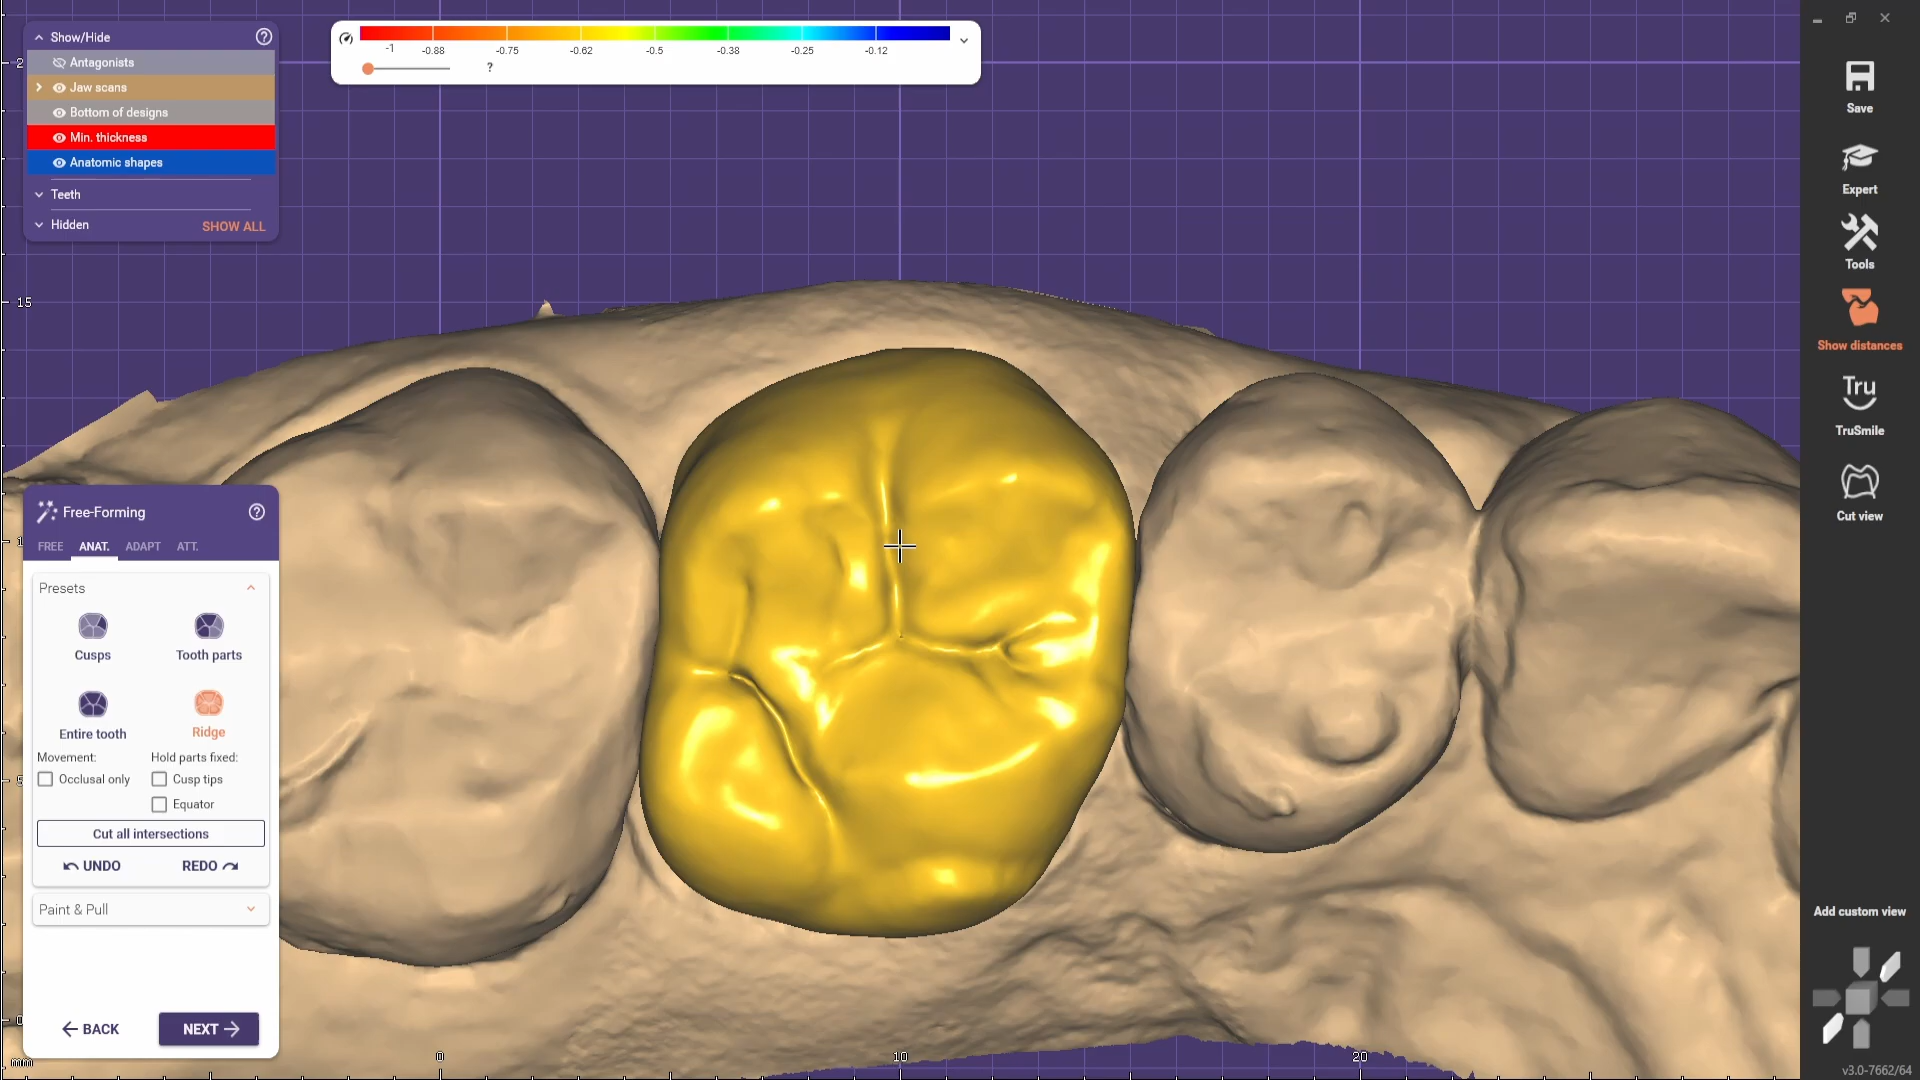 Show/Hide
Antagonists
Jaw scans
Bottom of designs
Min. thickness
Anatomic shapes
Teeth
Hidden
SHOW ALL
-1 -0.88 -0.75 -0.62 -0.5 -0.38 -0.25 -0.12
?
Save
Expert
Tools
Show distances
Tru
TruSmile
Cut view
Add custom view
v3.0-7662/64
Free-Forming
FREE ANAT. ADAPT ATT.
Presets
Cusps
Tooth parts
Entire tooth
Ridge
Movement:
Hold parts fixed:
Occlusal only
Cusp tips
Equator
Cut all intersections
UNDO
REDO
Paint & Pull
BACK
NEXT
15
mm
0
10
20